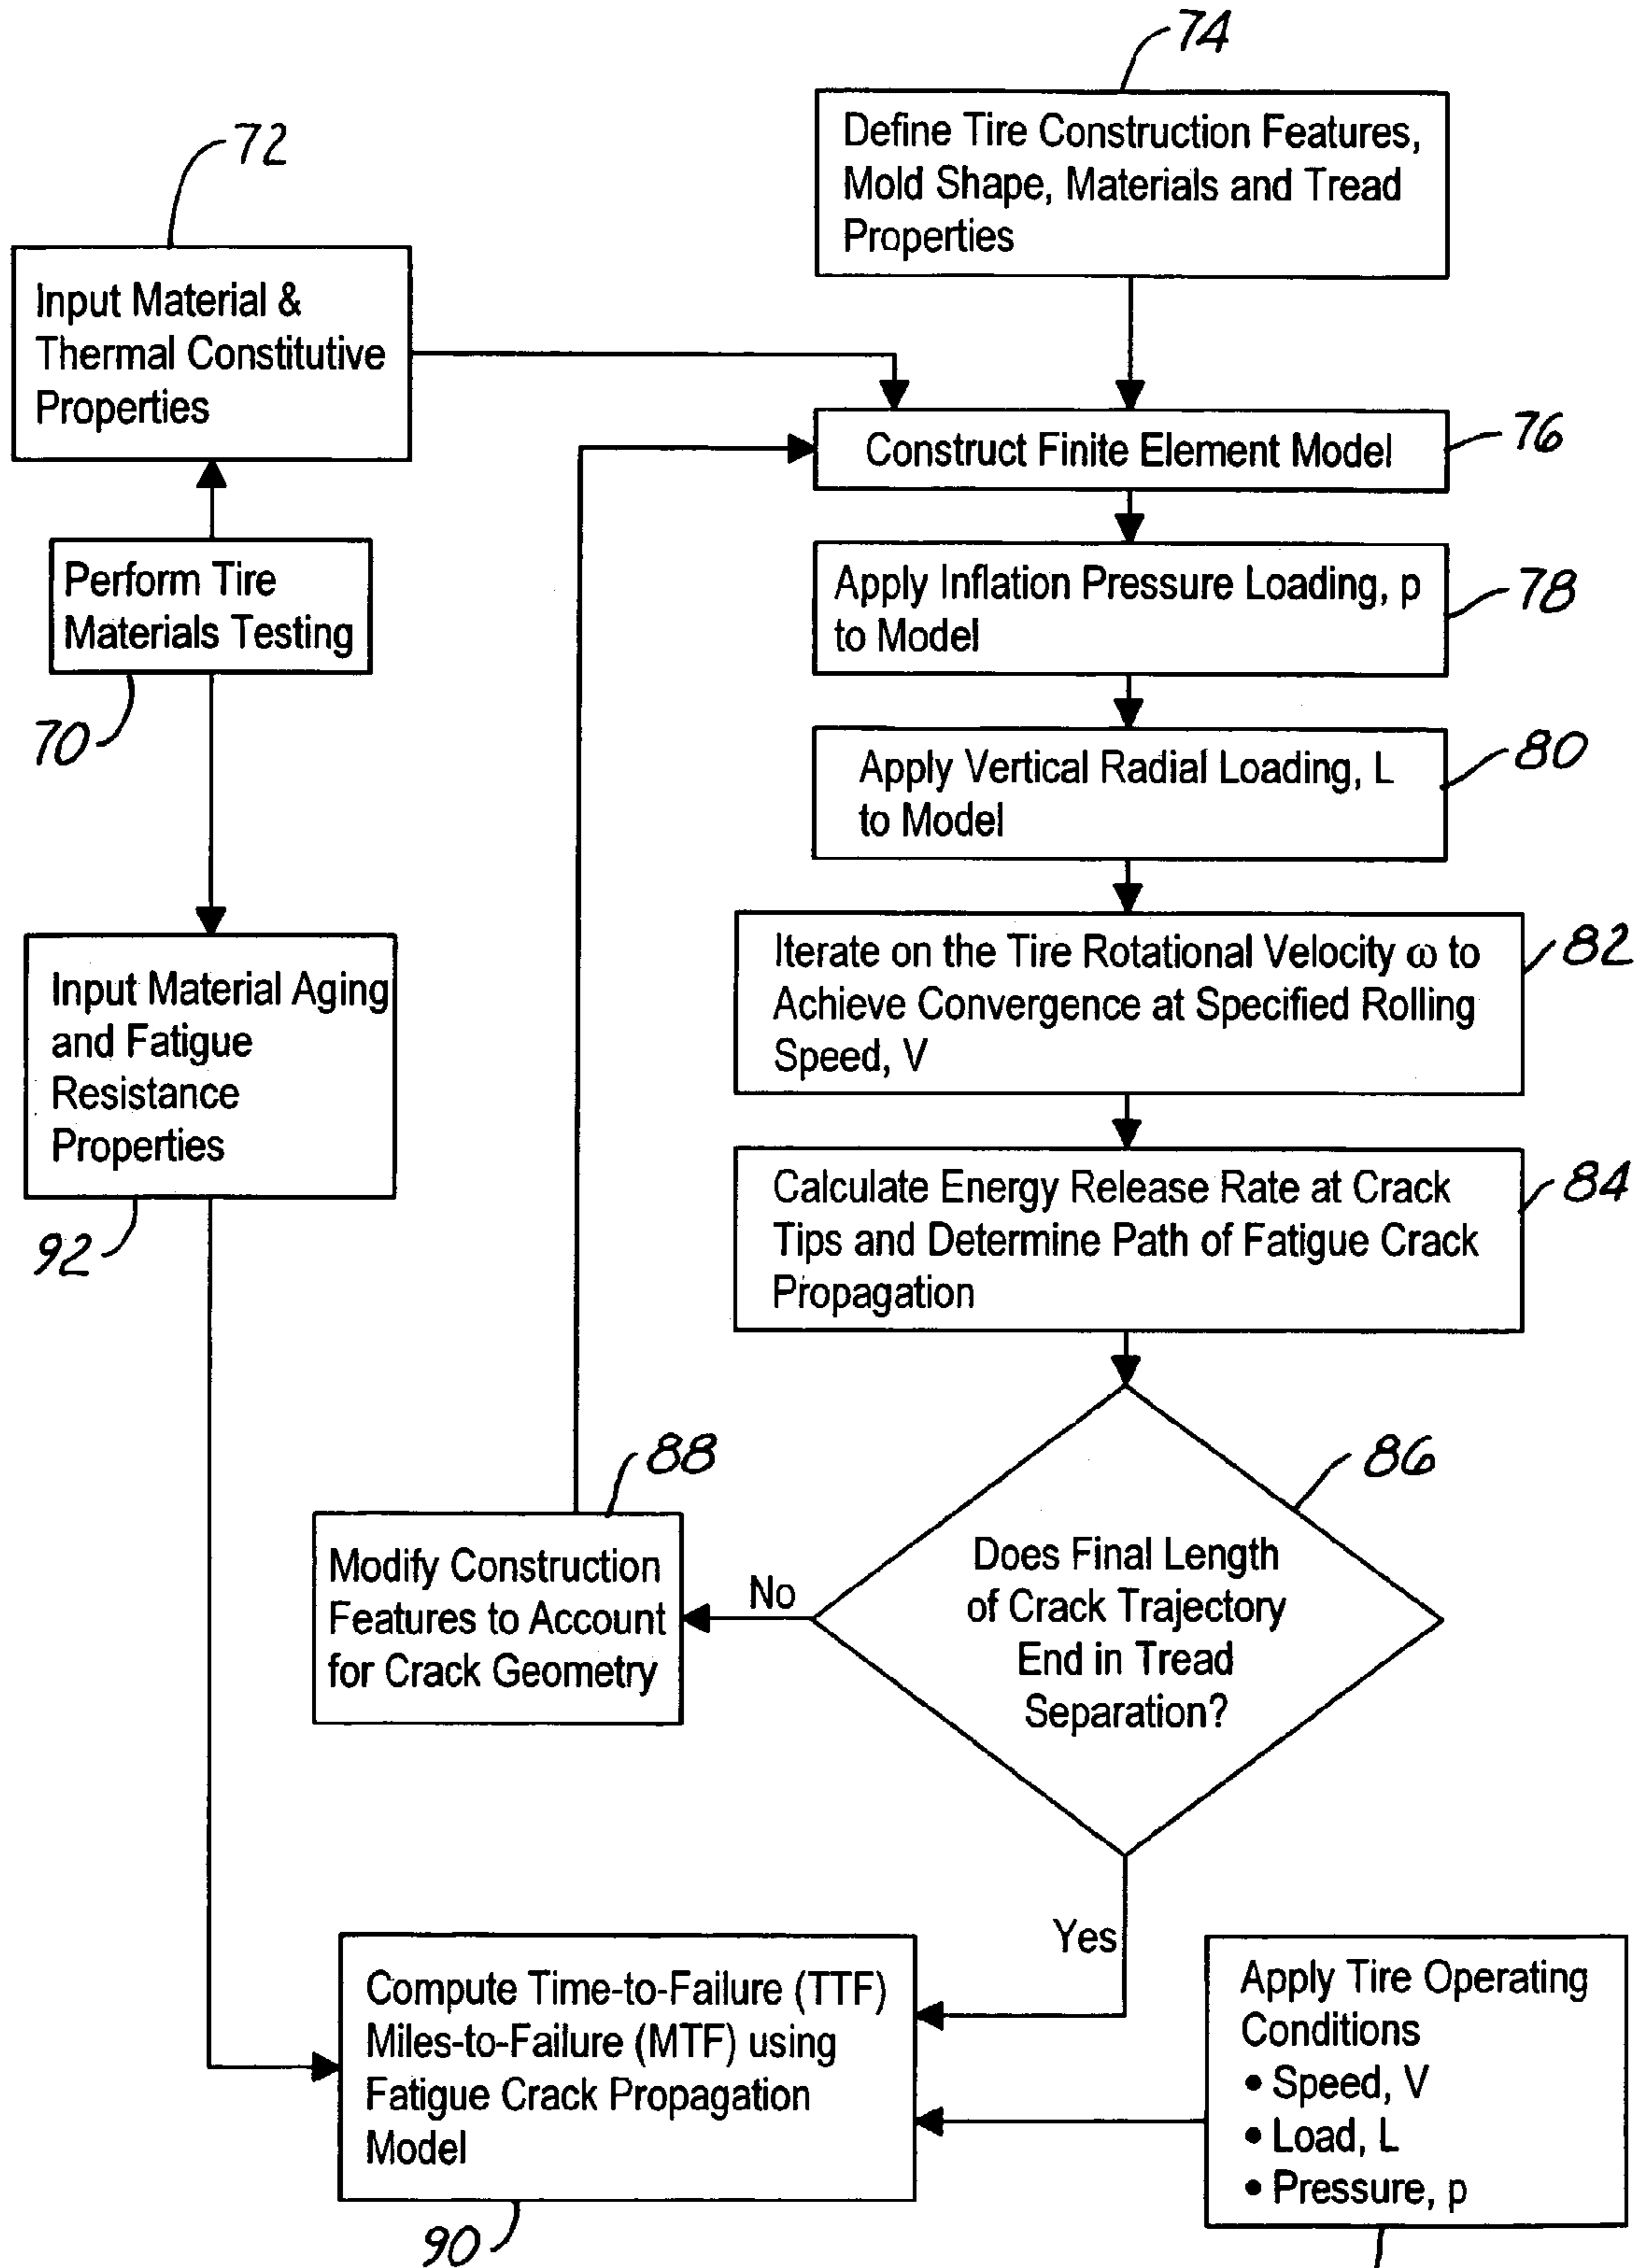 74
Define Tire Construction Features,
Mold Shape, Materials and Tread
Properties
72
Input Material &
Thermal Constitutive
Properties
Construct Finite Element Model
76
Perform Tire
Materials Testing
70
Apply Inflation Pressure Loading, p
to Model
78
Apply Vertical Radial Loading, L
to Model
80
Input Material Aging
and Fatigue
Resistance
Properties
92
Iterate on the Tire Rotational Velocity ω to
Achieve Convergence at Specified Rolling
Speed, V
82
Calculate Energy Release Rate at Crack
Tips and Determine Path of Fatigue Crack
Propagation
84
86
Does Final Length
of Crack Trajectory
End in Tread
Separation?
No
88
Modify Construction
Features to Account
for Crack Geometry
Yes
Compute Time-to-Failure (TTF)
Miles-to-Failure (MTF) using
Fatigue Crack Propagation
Model
90
Apply Tire Operating
Conditions
• Speed, V
• Load, L
• Pressure, p